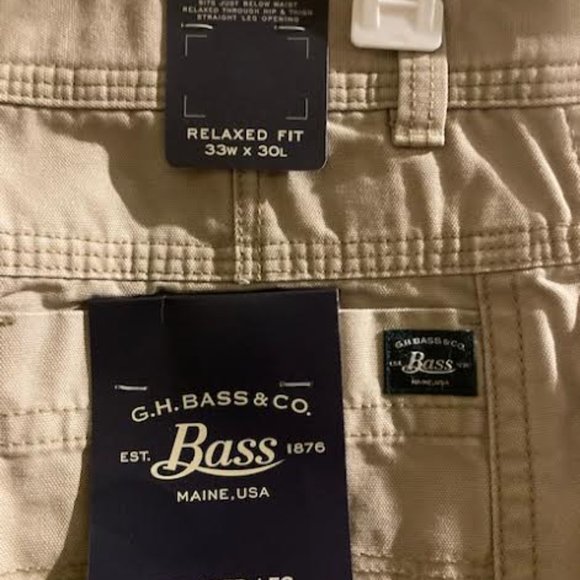 SITS JUST BELOW WAIST
RELAXED THROUGH HIP & THIGH
STRAIGHT LEG OPENING
RELAXED FIT
33W X 30L
G.H. BASS & CO.
EST. Bass 1876
MAINE, USA
G.H.BASS&CO.
Bass
MAINE, USA